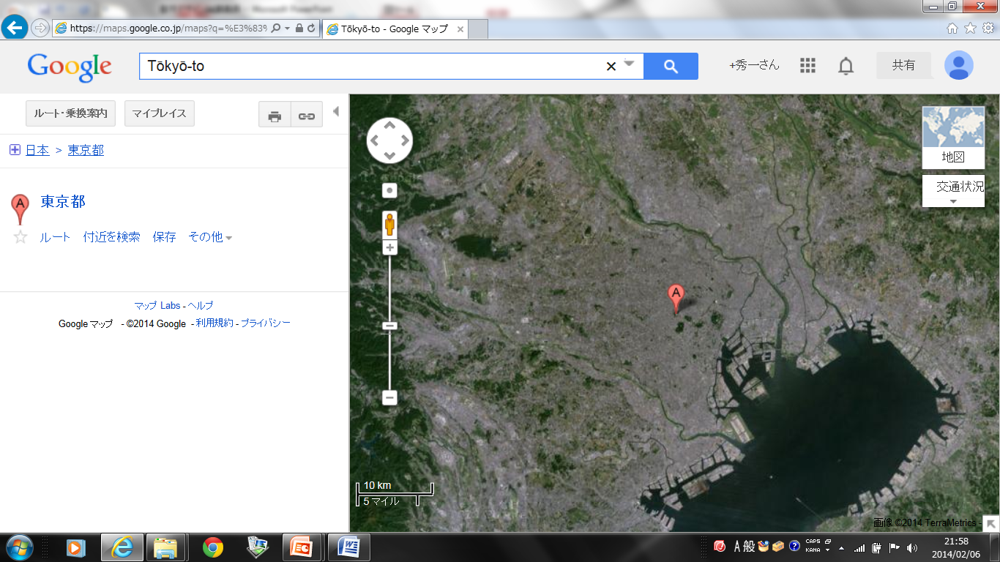 https://maps.google.co.jp/maps?q=%E3%83%
Tōkyō-to - Google マップ
Google
Tōkyō-to
+秀一さん
共有
ルート・乗換案内
マイプレイス
日本 > 東京都
A
東京都
ルート 付近を検索 保存 その他
マップ Labs - ヘルプ
Google マップ - ©2014 Google - 利用規約 - プライバシー
地図
交通状況
A
10 km
5 マイル
画像 ©2014 TerraMetrics -
A 般
CAPS
KANA
21:58
2014/02/06